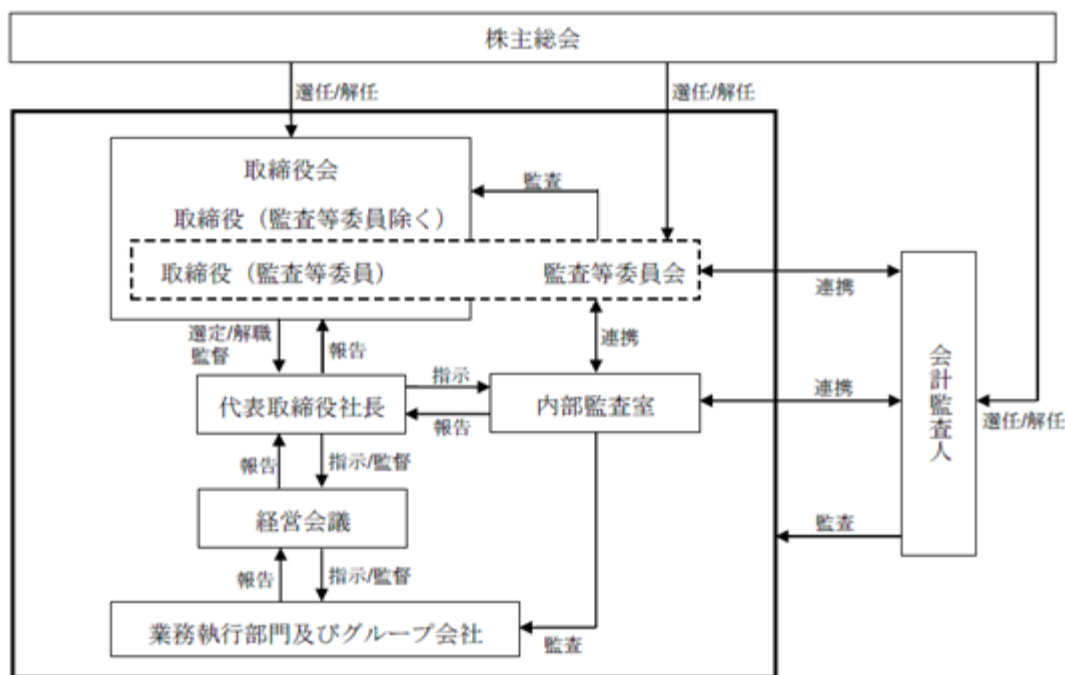 株主総会
選任/解任
選任/解任
取締役会
監査
取締役（監査等委員除く）
取締役（監査等委員）
監査等委員会
連携
選定/解職
監督
報告
連携
指示
代表取締役社長
内部監査室
連携
会計監査人
選任/解任
報告
報告
指示/監督
経営会議
監査
報告
指示/監督
業務執行部門及びグループ会社
監査